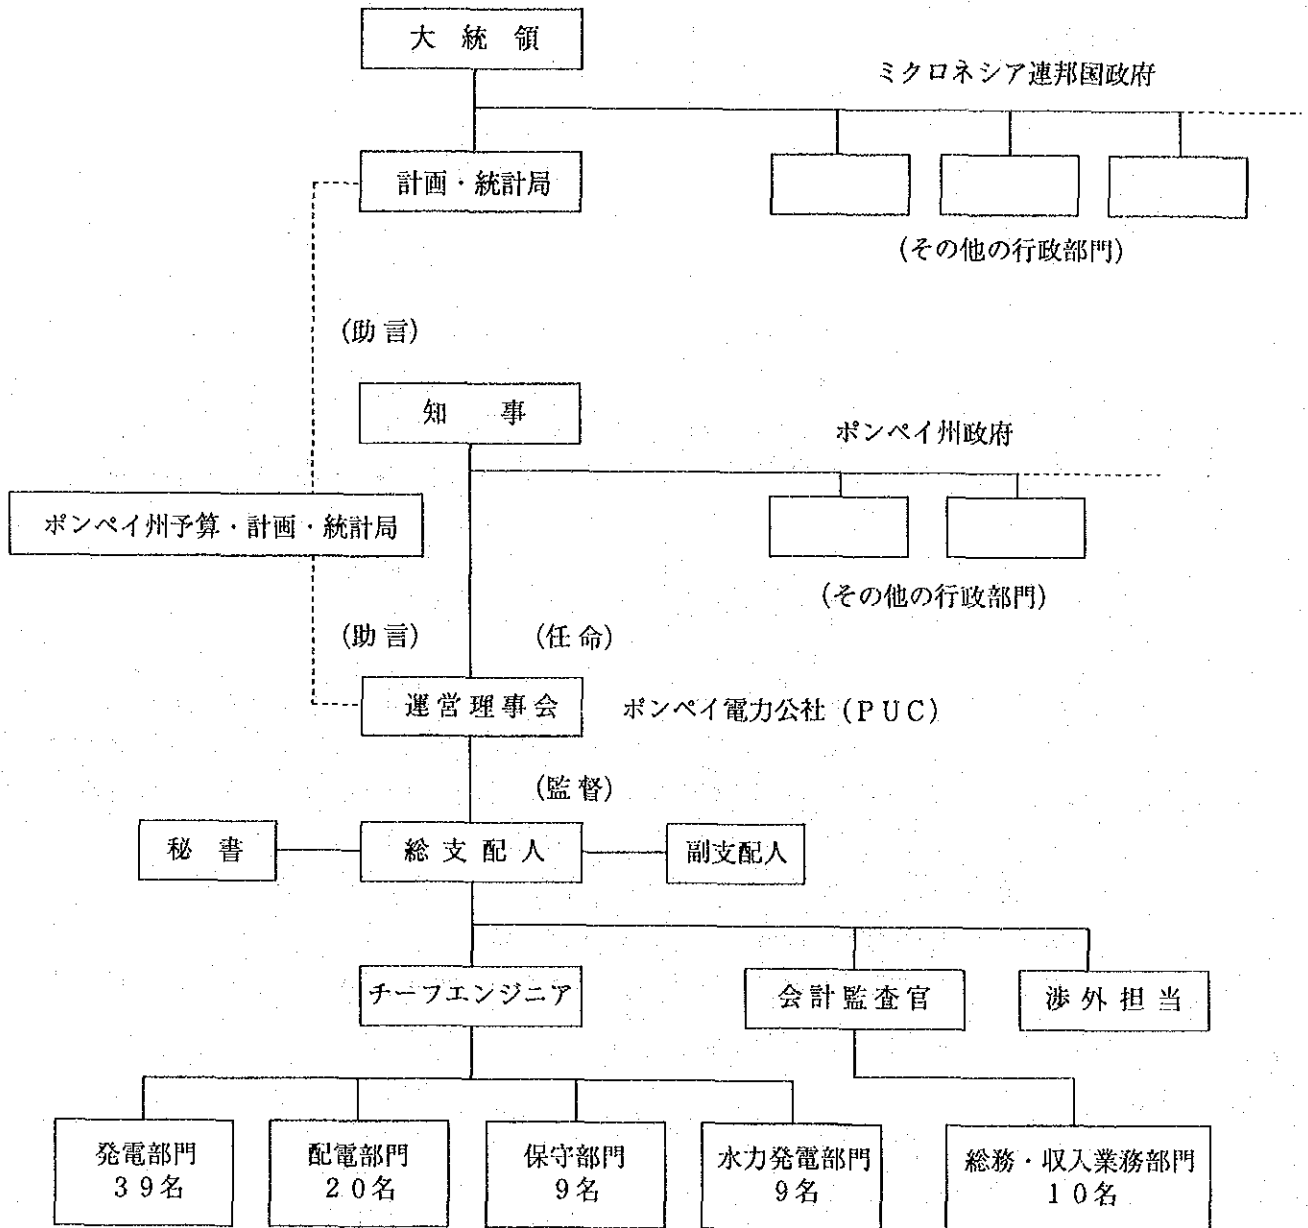 大統領
ミクロネシア連邦国政府
計画・統計局
(その他の行政部門)
(助言)
知事
ポンペイ州政府
ポンペイ州予算・計画・統計局
(その他の行政部門)
(助言)
(任命)
運営理事会
ポンペイ電力公社(PUC)
(監督)
秘書
総支配人
副支配人
チーフエンジニア
会計監査官
渉外担当
発電部門
39名
配電部門
20名
保守部門
9名
水力発電部門
9名
総務・収入業務部門
10名